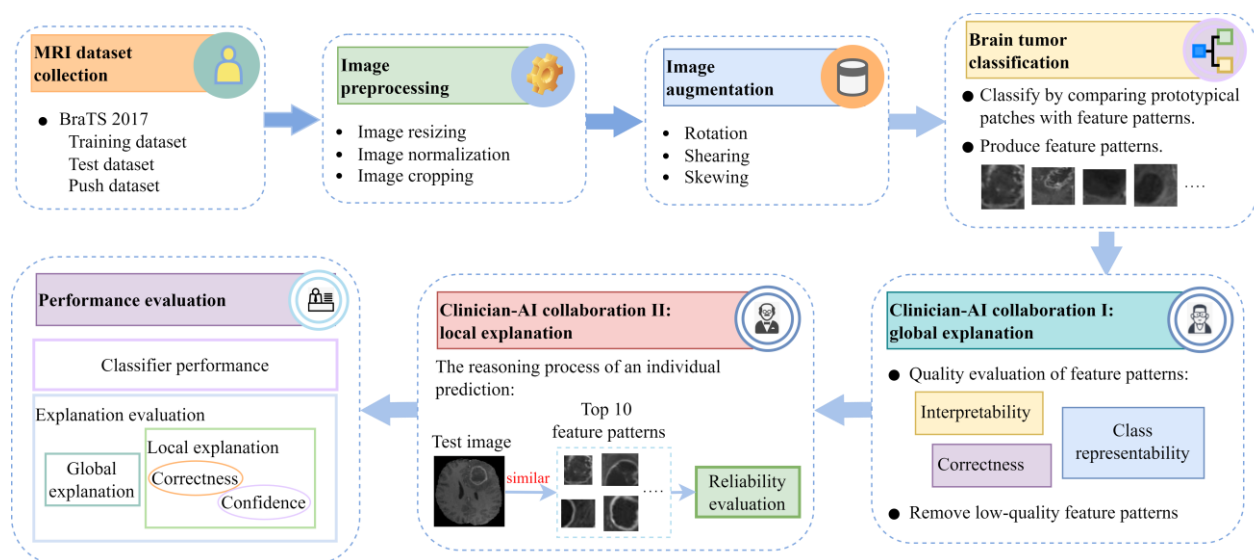 MRI dataset
collection
● BraTS 2017
Training dataset
Test dataset
Push dataset
Image
preprocessing
• Image resizing
• Image normalization
• Image cropping
Image
augmentation
• Rotation
• Shearing
• Skewing
Brain tumor
classification
● Classify by comparing prototypical
patches with feature patterns.
● Produce feature patterns.
....
Clinician-AI collaboration I:
global explanation
● Quality evaluation of feature patterns:
Interpretability
Class
representability
Correctness
● Remove low-quality feature patterns
Clinician-AI collaboration II:
local explanation
The reasoning process of an individual
prediction:
Test image
Top 10
feature patterns
similar
....
Reliability
evaluation
Performance evaluation
Classifier performance
Explanation evaluation
Global
explanation
Local explanation
Correctness
Confidence